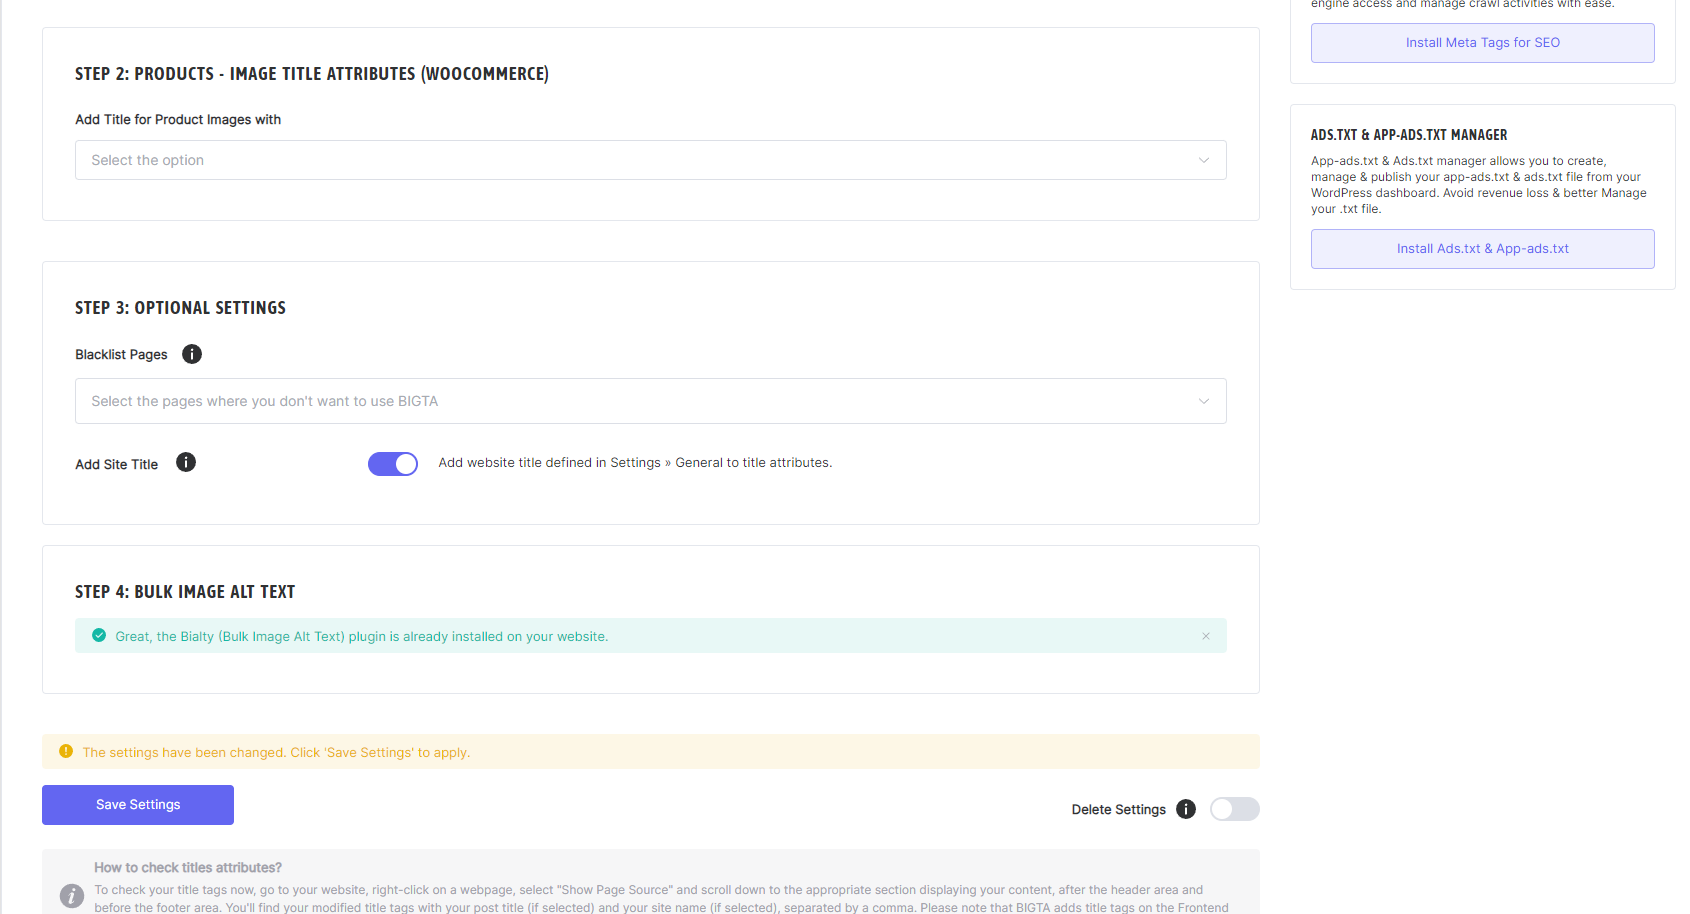 engine access and manage crawl activities with ease.
Install Meta Tags for SEO
STEP 2: PRODUCTS - IMAGE TITLE ATTRIBUTES (WOOCOMMERCE)
Add Title for Product Images with
Select the option
ADS.TXT & APP-ADS.TXT MANAGER
App-ads.txt & Ads.txt manager allows you to create,
manage & publish your app-ads.txt & ads.txt file from your
WordPress dashboard. Avoid revenue loss & better Manage
your .txt file.
Install Ads.txt & App-ads.txt
STEP 3: OPTIONAL SETTINGS
Blacklist Pages
Select the pages where you don't want to use BIGTA
Add Site Title
Add website title defined in Settings » General to title attributes.
STEP 4: BULK IMAGE ALT TEXT
Great, the Bialty (Bulk Image Alt Text) plugin is already installed on your website.
The settings have been changed. Click 'Save Settings' to apply.
Save Settings
Delete Settings
How to check titles attributes?
To check your title tags now, go to your website, right-click on a webpage, select "Show Page Source" and scroll down to the appropriate section displaying your content, after the header area and
before the footer area. You'll find your modified title tags with your post title (if selected) and your site name (if selected), separated by a comma. Please note that BIGTA adds title tags on the Frontend